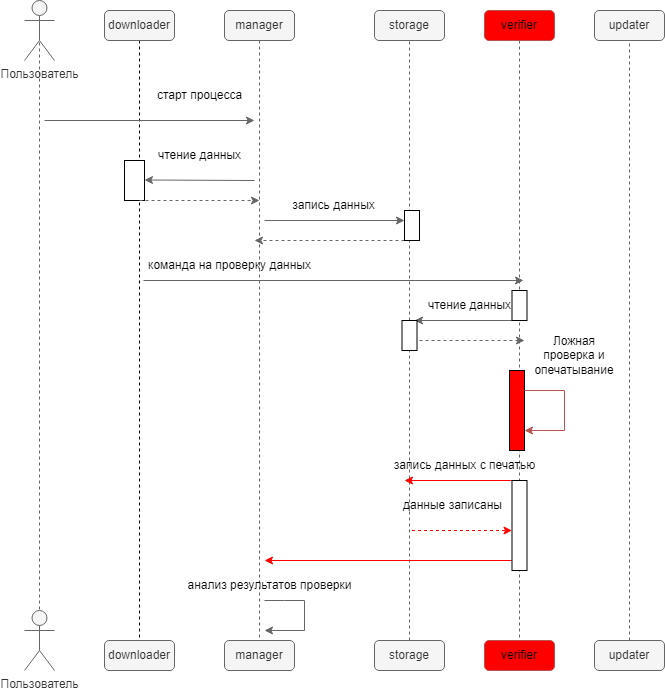 downloader
manager
storage
verifier
updater
Пользователь
старт процесса
чтение данных
запись данных
команда на проверку данных
чтение данных
Ложная
проверка и
опечатывание
запись данных с печатью
данные записаны
анализ результатов проверки
downloader
manager
storage
verifier
updater
Пользователь